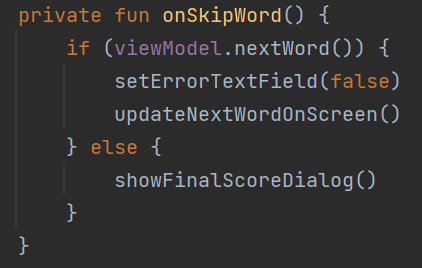 private fun onSkipWord() {
    if (viewModel.nextWord()) {
        setErrorTextField(false)
        updateNextWordOnScreen()
    } else {
        showFinalScoreDialog()
    }
}